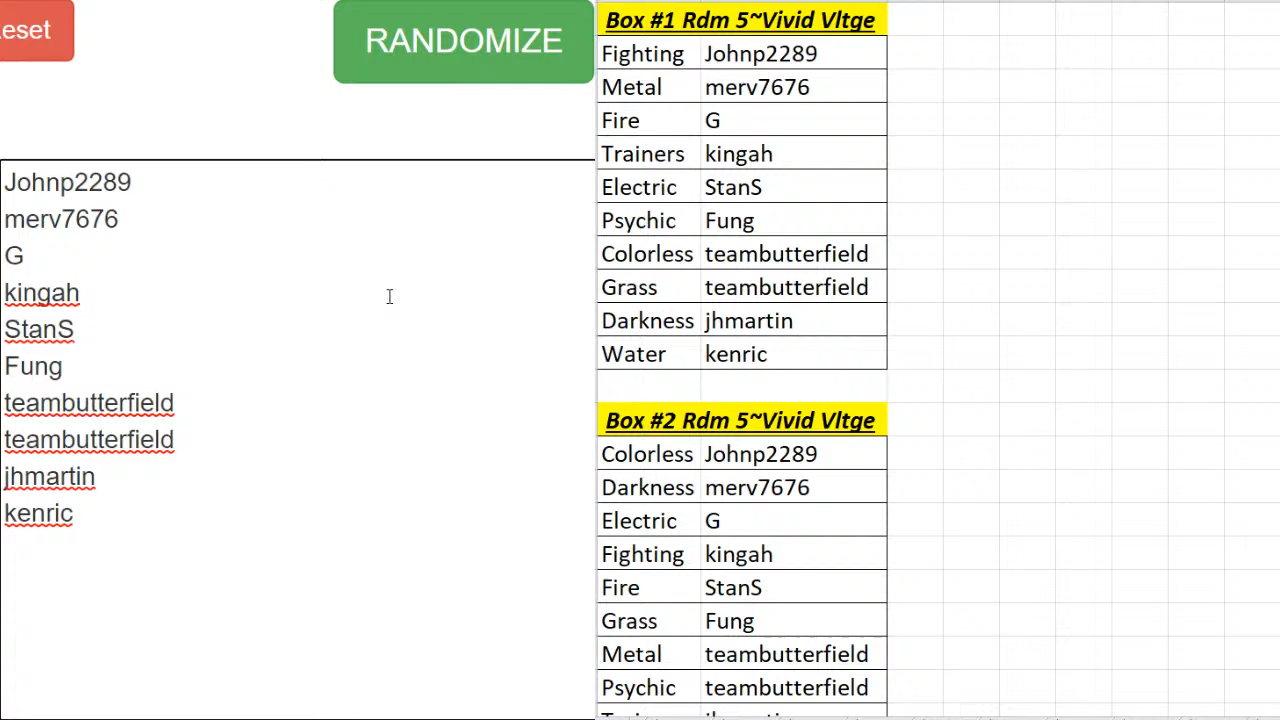 eset
RANDOMIZE
Johnp2289
merv7676
G
kingah
StanS
Fung
teambutterfield
teambutterfield
jhmartin
kenric
Box #1 Rdm 5~Vivid Vltge
Fighting Johnp2289
Metal merv7676
Fire G
Trainers kingah
Electric StanS
Psychic Fung
Colorless teambutterfield
Grass teambutterfield
Darkness jhmartin
Water kenric
Box #2 Rdm 5~Vivid Vltge
Colorless Johnp2289
Darkness merv7676
Electric G
Fighting kingah
Fire StanS
Grass Fung
Metal teambutterfield
Psychic teambutterfield